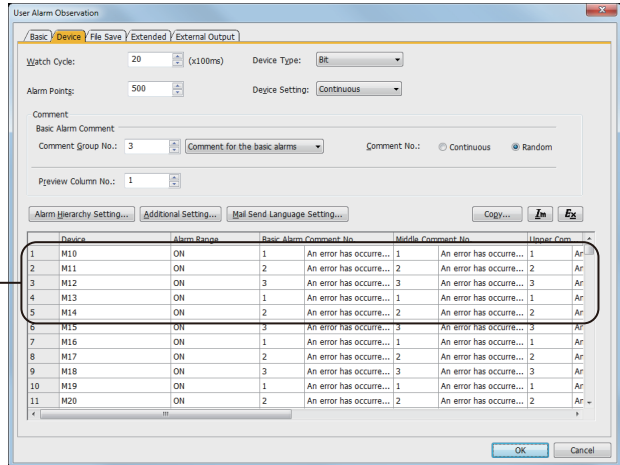 User Alarm Observation
Basic Device File Save Extended External Output
Watch Cycle: 20 (x100ms) Device Type: Bit
Alarm Points: 500 Device Setting: Continuous
Comment
Basic Alarm Comment
Comment Group No.: 3 Comment for the basic alarms Comment No.: Continuous Random
Preview Column No.: 1
Alarm Hierarchy Setting... Additional Setting... Mail Send Language Setting... Copy... Im Ex
Device Alarm Range Basic Alarm Comment No. Middle Comment No. Upper Com
1 M10 ON 1 An error has occurre... 1 An error has occurre... 1 An
2 M11 ON 2 An error has occurre... 2 An error has occurre... 2 An
3 M12 ON 3 An error has occurre... 3 An error has occurre... 3 An
4 M13 ON 1 An error has occurre... 1 An error has occurre... 1 An
5 M14 ON 2 An error has occurre... 2 An error has occurre... 2 An
6 M15 ON 3 An error has occurre... 3 An error has occurre... 3 An
7 M16 ON 1 An error has occurre... 1 An error has occurre... 1 An
8 M17 ON 2 An error has occurre... 2 An error has occurre... 2 An
9 M18 ON 3 An error has occurre... 3 An error has occurre... 3 An
10 M19 ON 1 An error has occurre... 1 An error has occurre... 1 An
11 M20 ON 2 An error has occurre... 2 An error has occurre... 2 An
OK Cancel